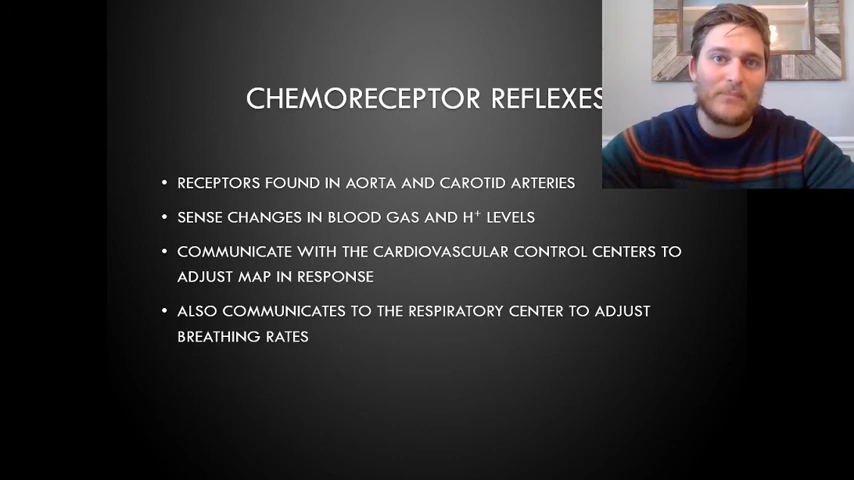 CHEMORECEPTOR REFLEXES
• RECEPTORS FOUND IN AORTA AND CAROTID ARTERIES
• SENSE CHANGES IN BLOOD GAS AND H⁺ LEVELS
• COMMUNICATE WITH THE CARDIOVASCULAR CONTROL CENTERS TO
ADJUST MAP IN RESPONSE
• ALSO COMMUNICATES TO THE RESPIRATORY CENTER TO ADJUST
BREATHING RATES